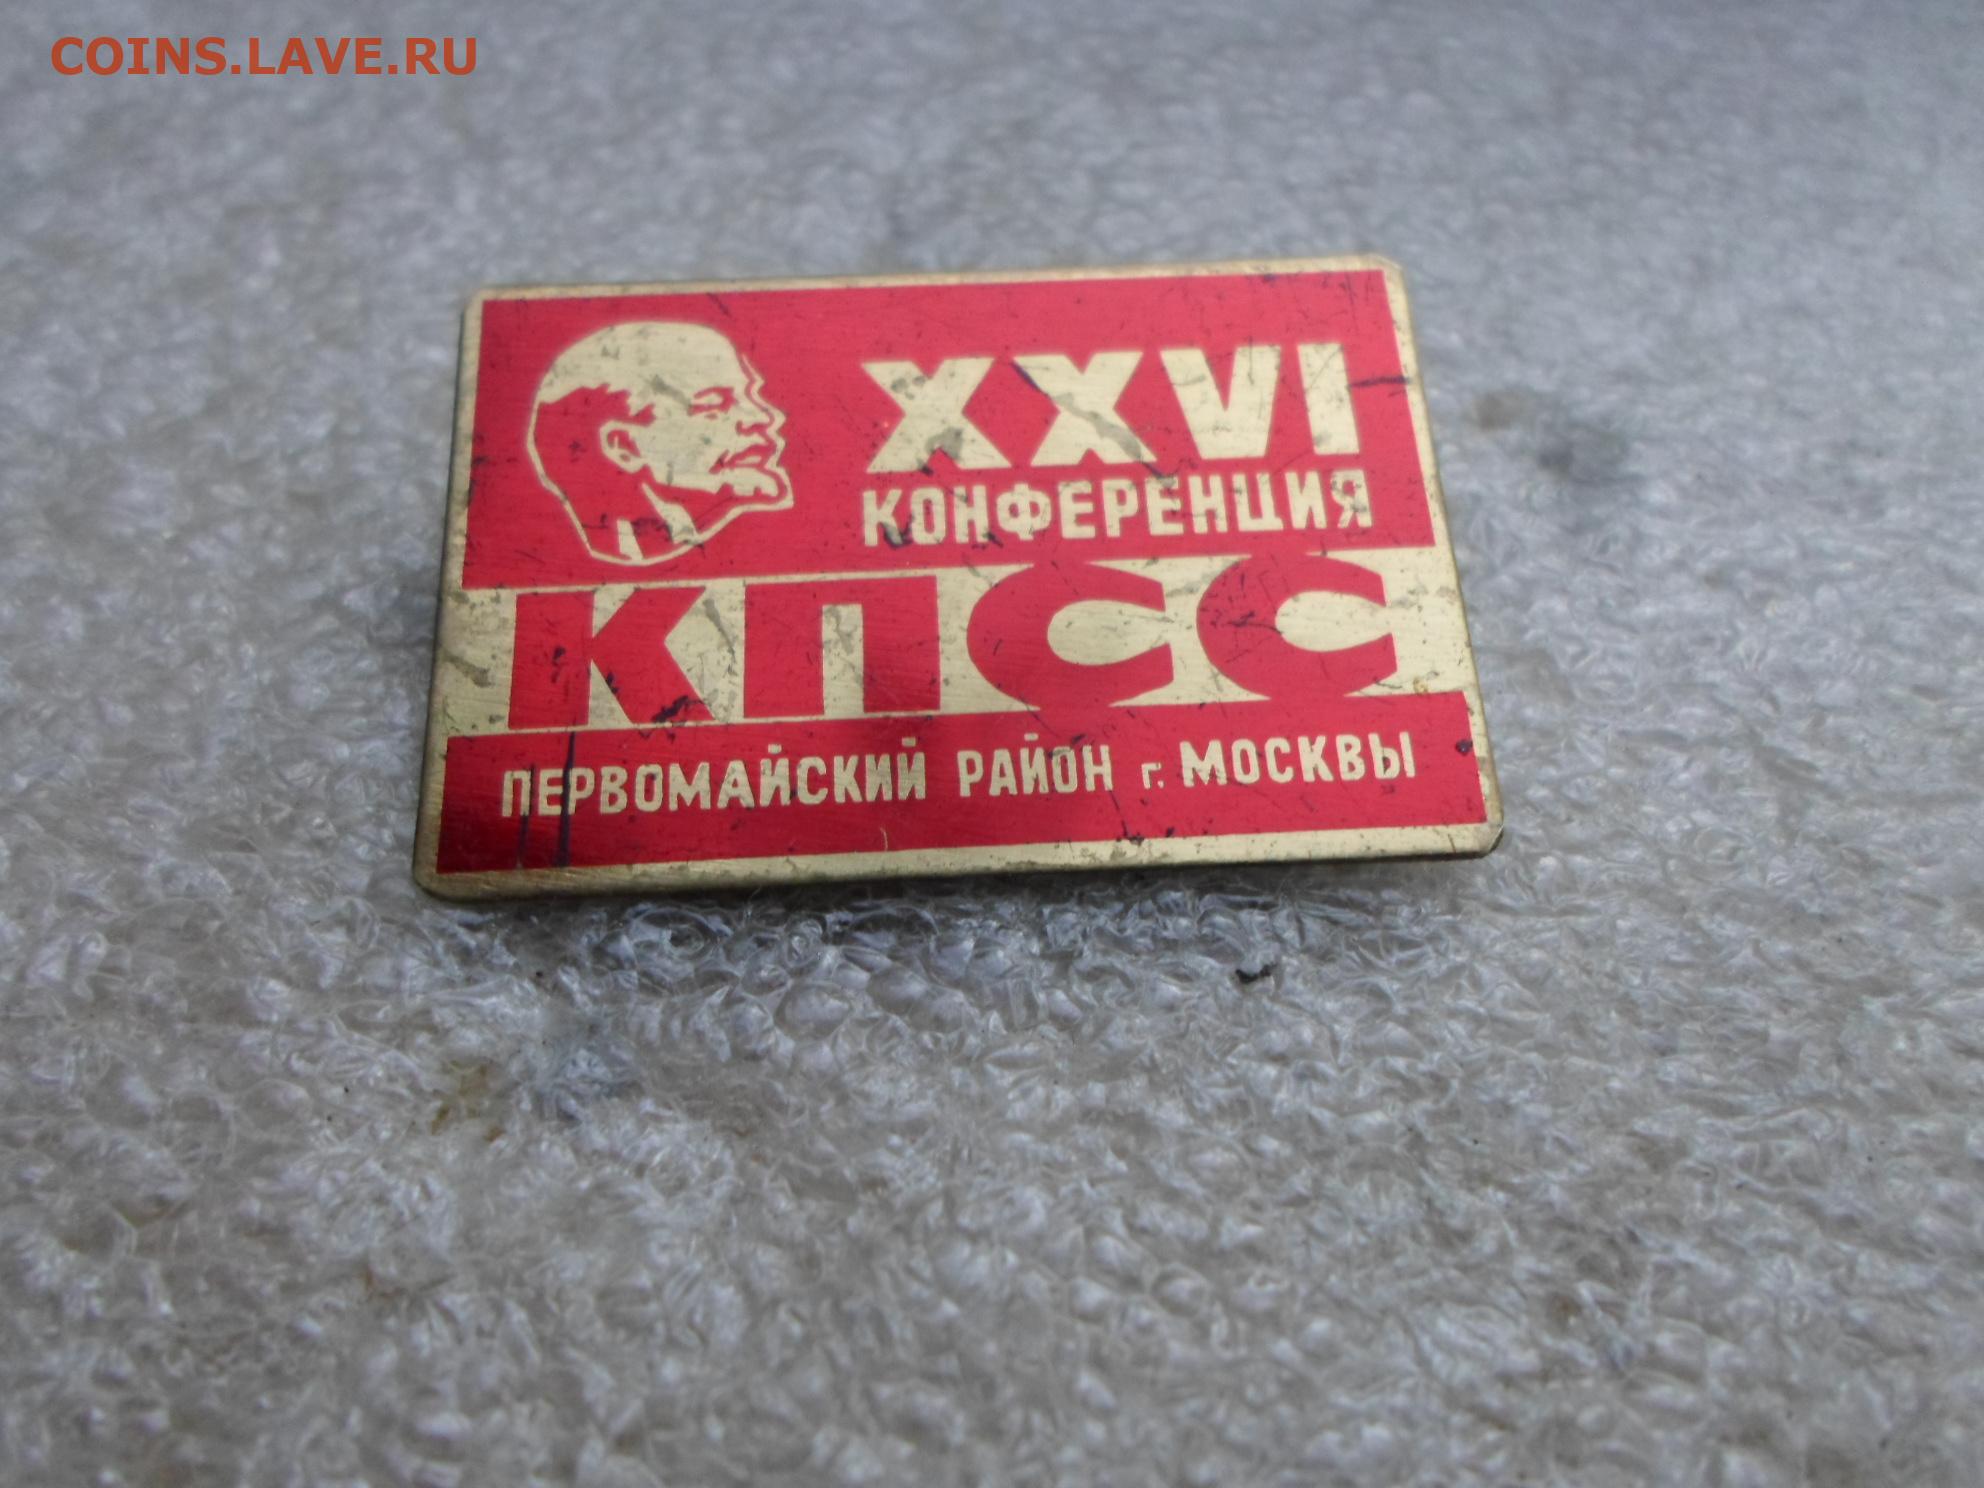 COINS.LAVE.RU
XXVI
КОНФЕРЕНЦИЯ
КПСС
ПЕРВОМАЙСКИЙ РАЙОН г. МОСКВЫ